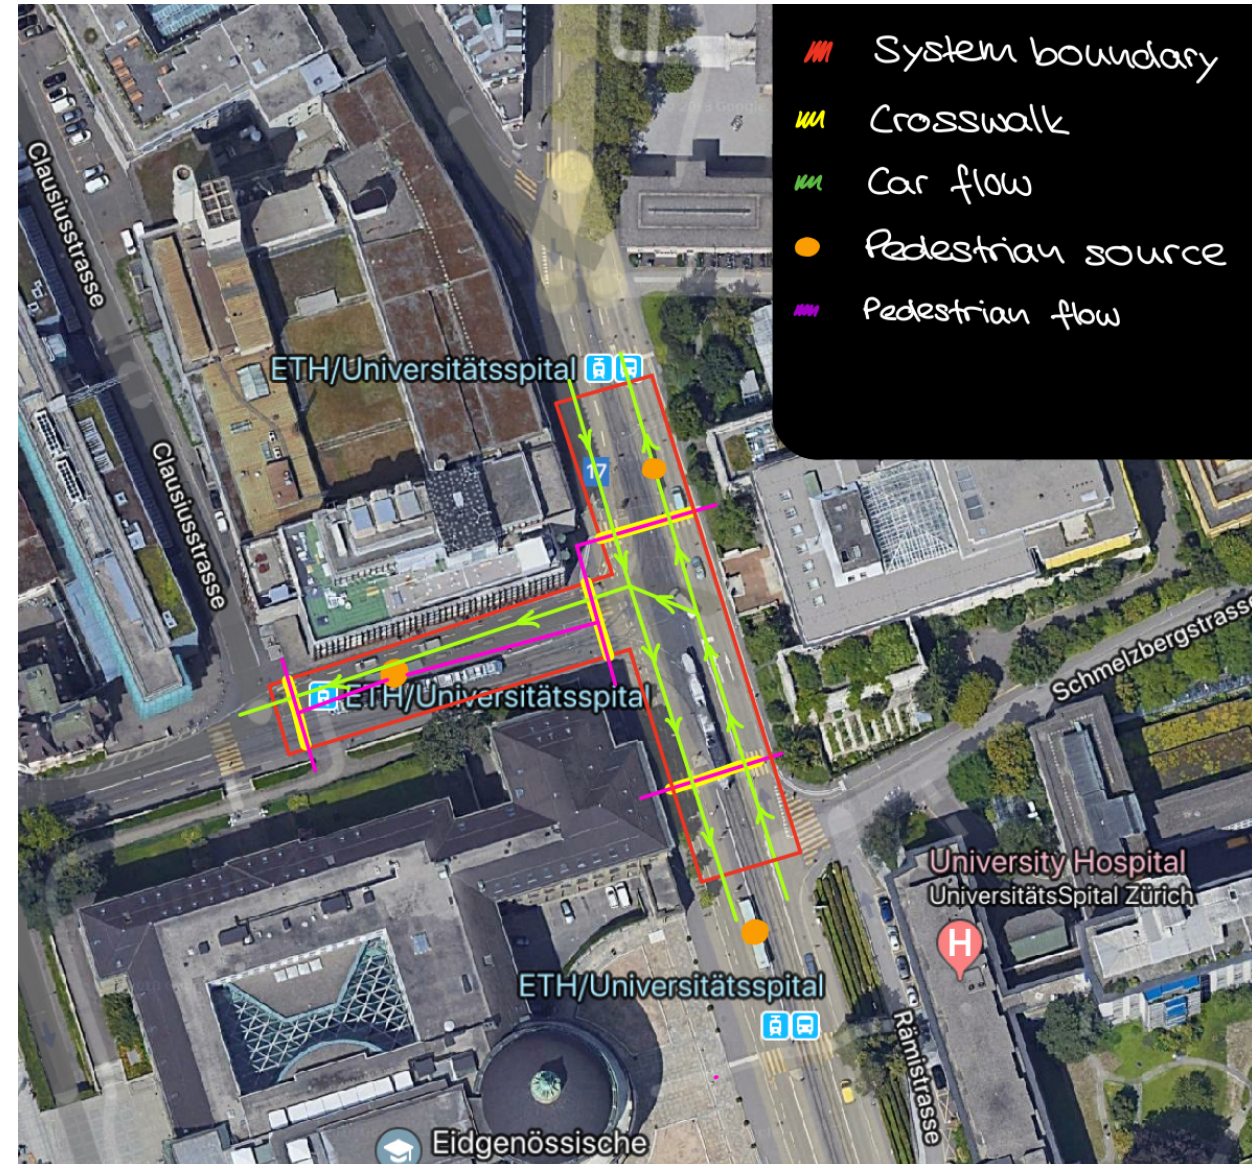 System boundary
Crosswalk
Car flow
Pedestrian source
Pedestrian flow
Clausiusstrasse
ETH/Universitätsspital
Clausiusstrasse
17
Schmelzbergstrasse
ETH/Universitätsspital
University Hospital
UniversitätsSpital Zürich
H
ETH/Universitätsspital
Rämistrasse
Eidgenössische